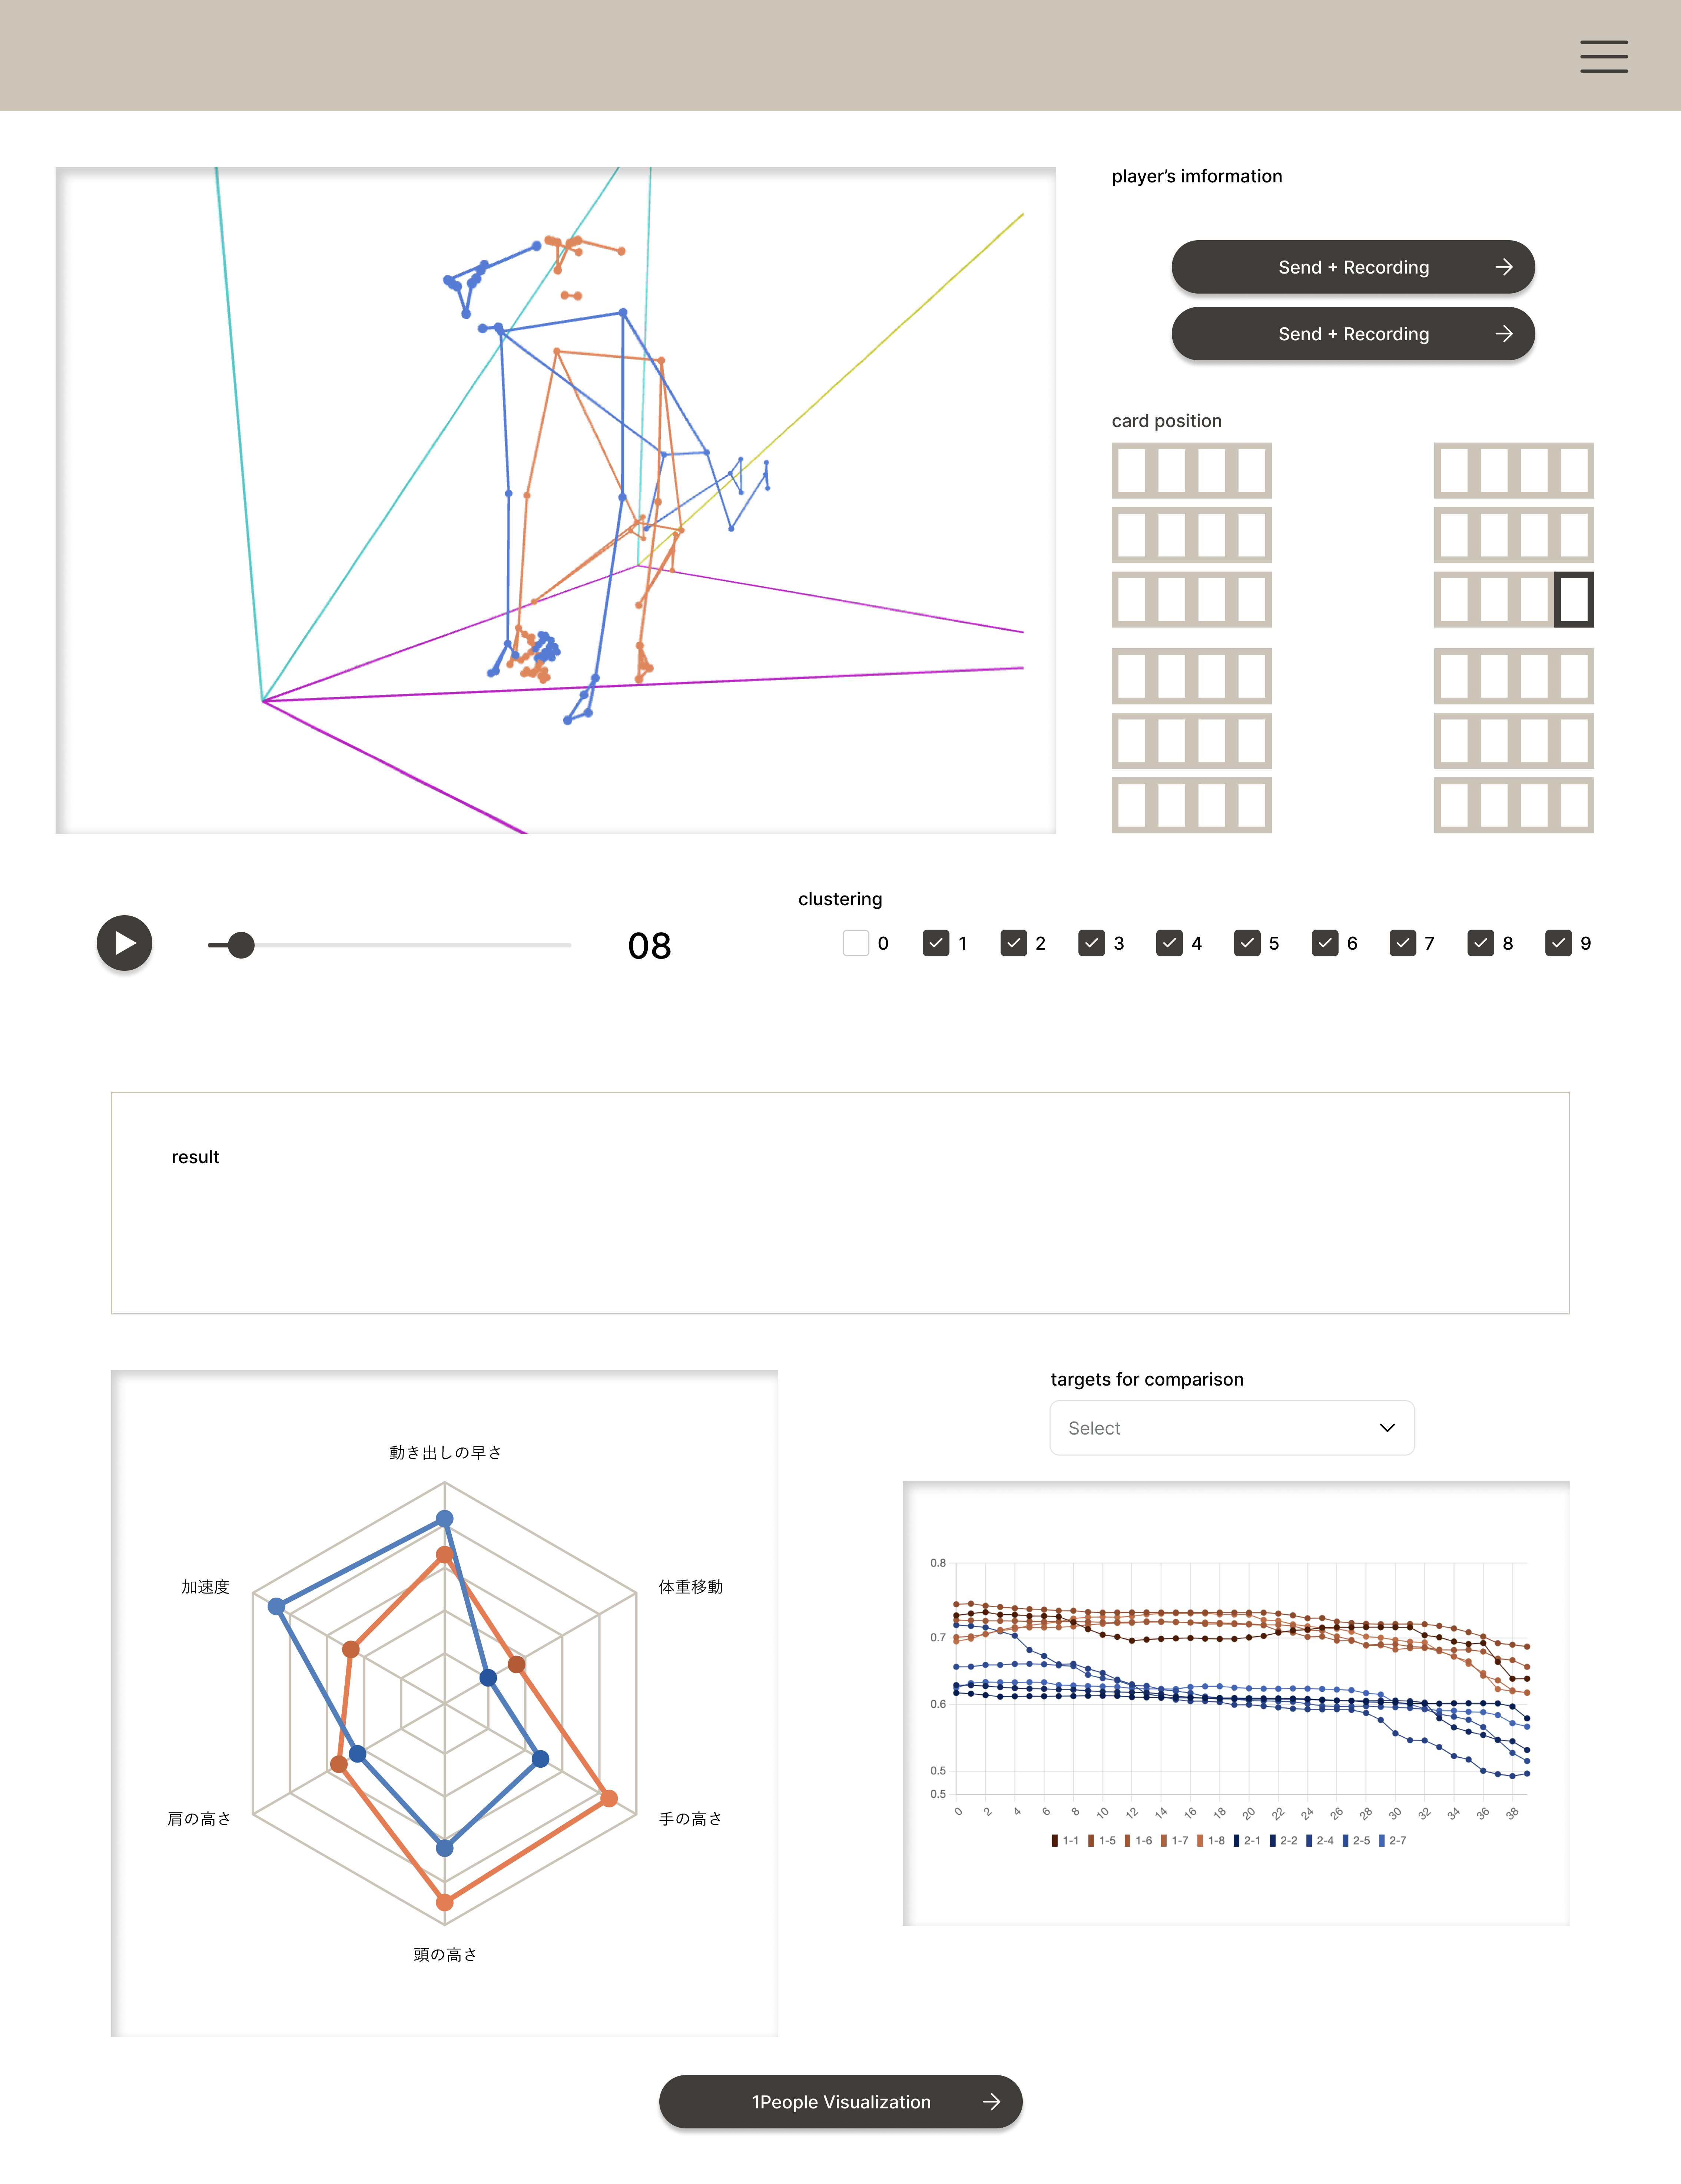 player’s imformation
Send + Recording
Send + Recording
card position
clustering
08
0 1 2 3 4 5 6 7 8 9
result
targets for comparison
Select
動き出しの早さ
加速度
体重移動
肩の高さ
手の高さ
頭の高さ
0.8
0.7
0.6
0.5
0.5
0 2 4 6 8 10 12 14 16 18 20 22 24 26 28 30 32 34 36 38
1-1 1-5 1-6 1-7 1-8 2-1 2-2 2-4 2-5 2-7
1People Visualization